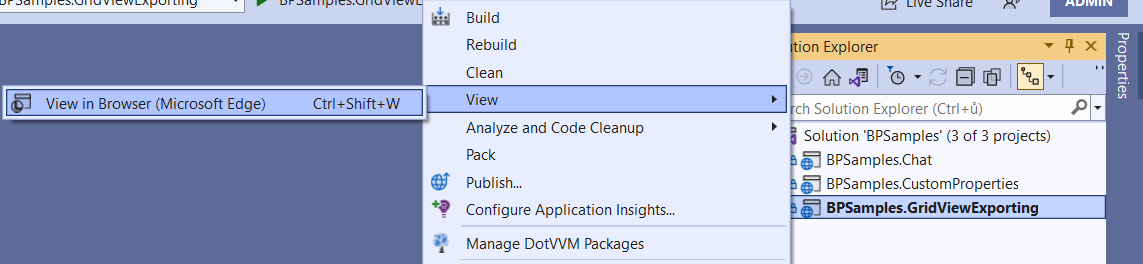 BPSamples.GridViewExporting
BPSamples.GridViewE
Live Share
ADMIN
Build
Rebuild
Clean
View
View in Browser (Microsoft Edge) Ctrl+Shift+W
Analyze and Code Cleanup
Pack
Publish...
Configure Application Insights...
Manage DotVVM Packages
tion Explorer
rch Solution Explorer (Ctrl+ů)
Solution 'BPSamples' (3 of 3 projects)
BPSamples.Chat
BPSamples.CustomProperties
BPSamples.GridViewExporting
Properties